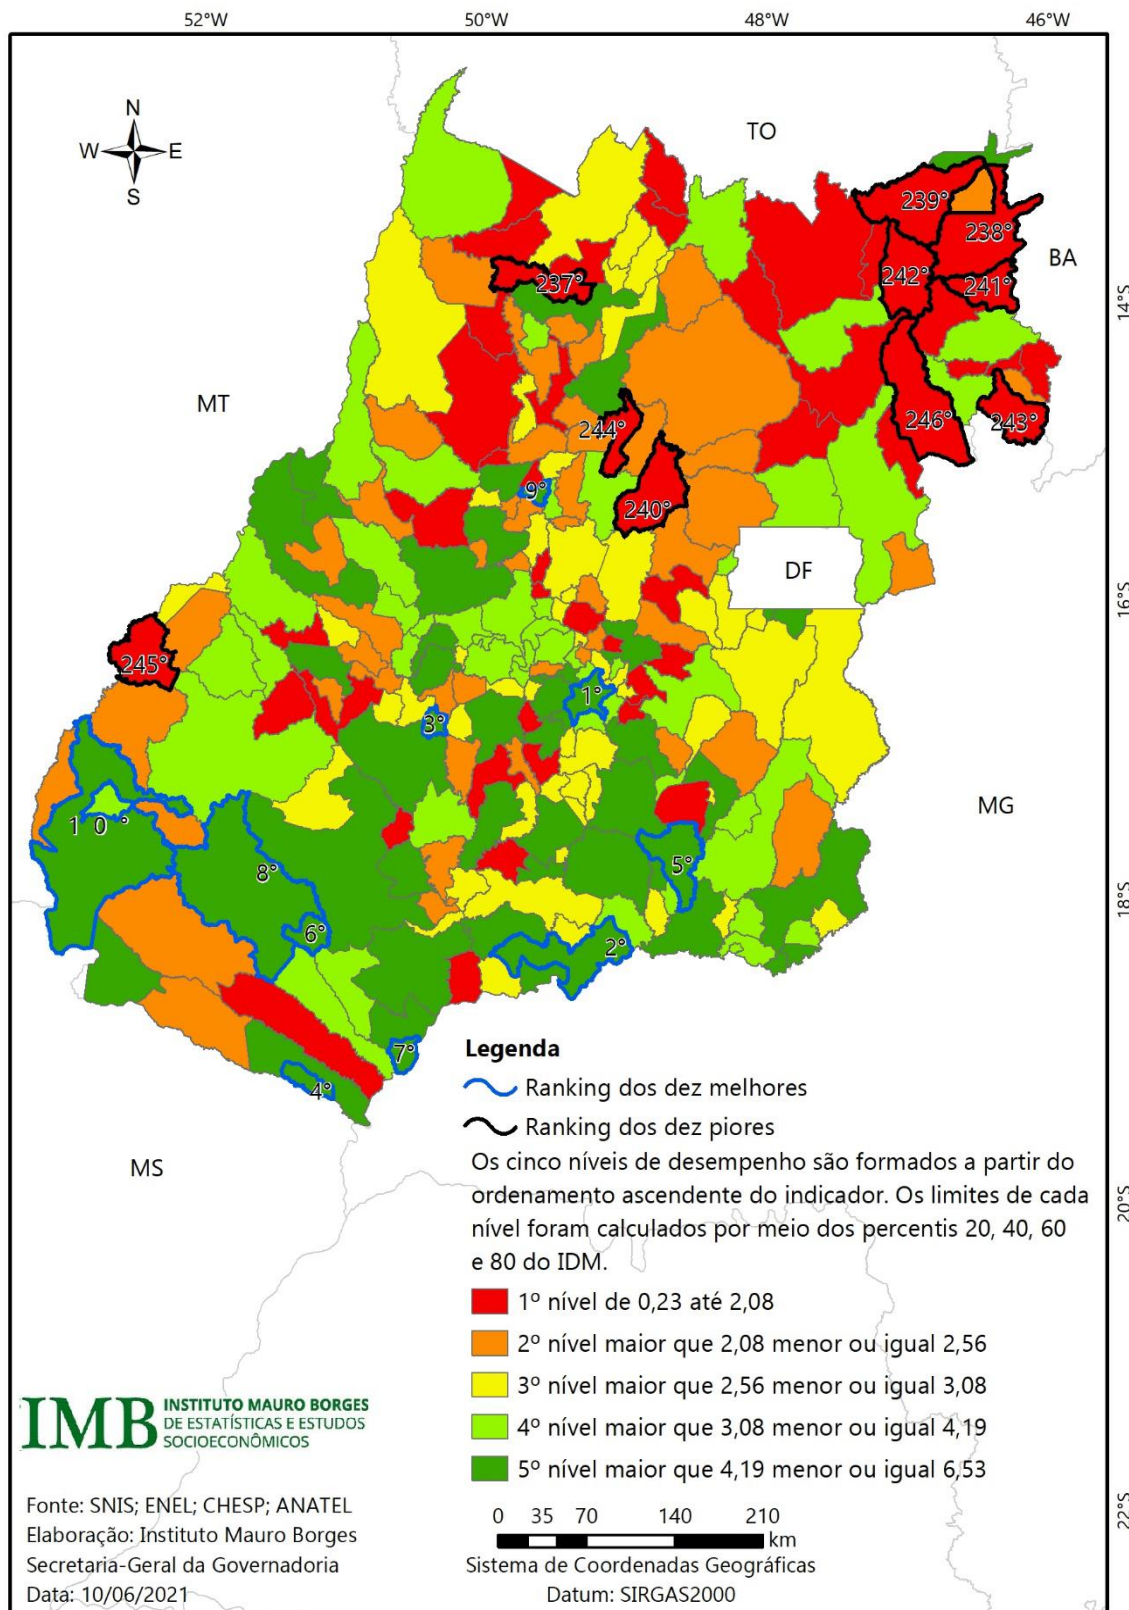 52°W 50°W 48°W 46°W
N
W E
S
TO
239°
238°
BA
242°
241°
237°
14°S
MT
246°
243°
244°
9°
240°
DF
16°S
245°
1°
3°
MG
10°
5°
8°
18°S
6°
2°
7°
4°
Legenda
Ranking dos dez melhores
Ranking dos dez piores
MS
Os cinco níveis de desempenho são formados a partir do
ordenamento ascendente do indicador. Os limites de cada
nível foram calculados por meio dos percentis 20, 40, 60
e 80 do IDM.
20°S
1º nível de 0,23 até 2,08
2º nível maior que 2,08 menor ou igual 2,56
3º nível maior que 2,56 menor ou igual 3,08
4º nível maior que 3,08 menor ou igual 4,19
5º nível maior que 4,19 menor ou igual 6,53
IMB INSTITUTO MAURO BORGES
DE ESTATÍSTICAS E ESTUDOS
SOCIOECONÔMICOS
22°S
Fonte: SNIS; ENEL; CHESP; ANATEL
Elaboração: Instituto Mauro Borges
Secretaria-Geral da Governadoria
Data: 10/06/2021
0 35 70 140 210
km
Sistema de Coordenadas Geográficas
Datum: SIRGAS2000